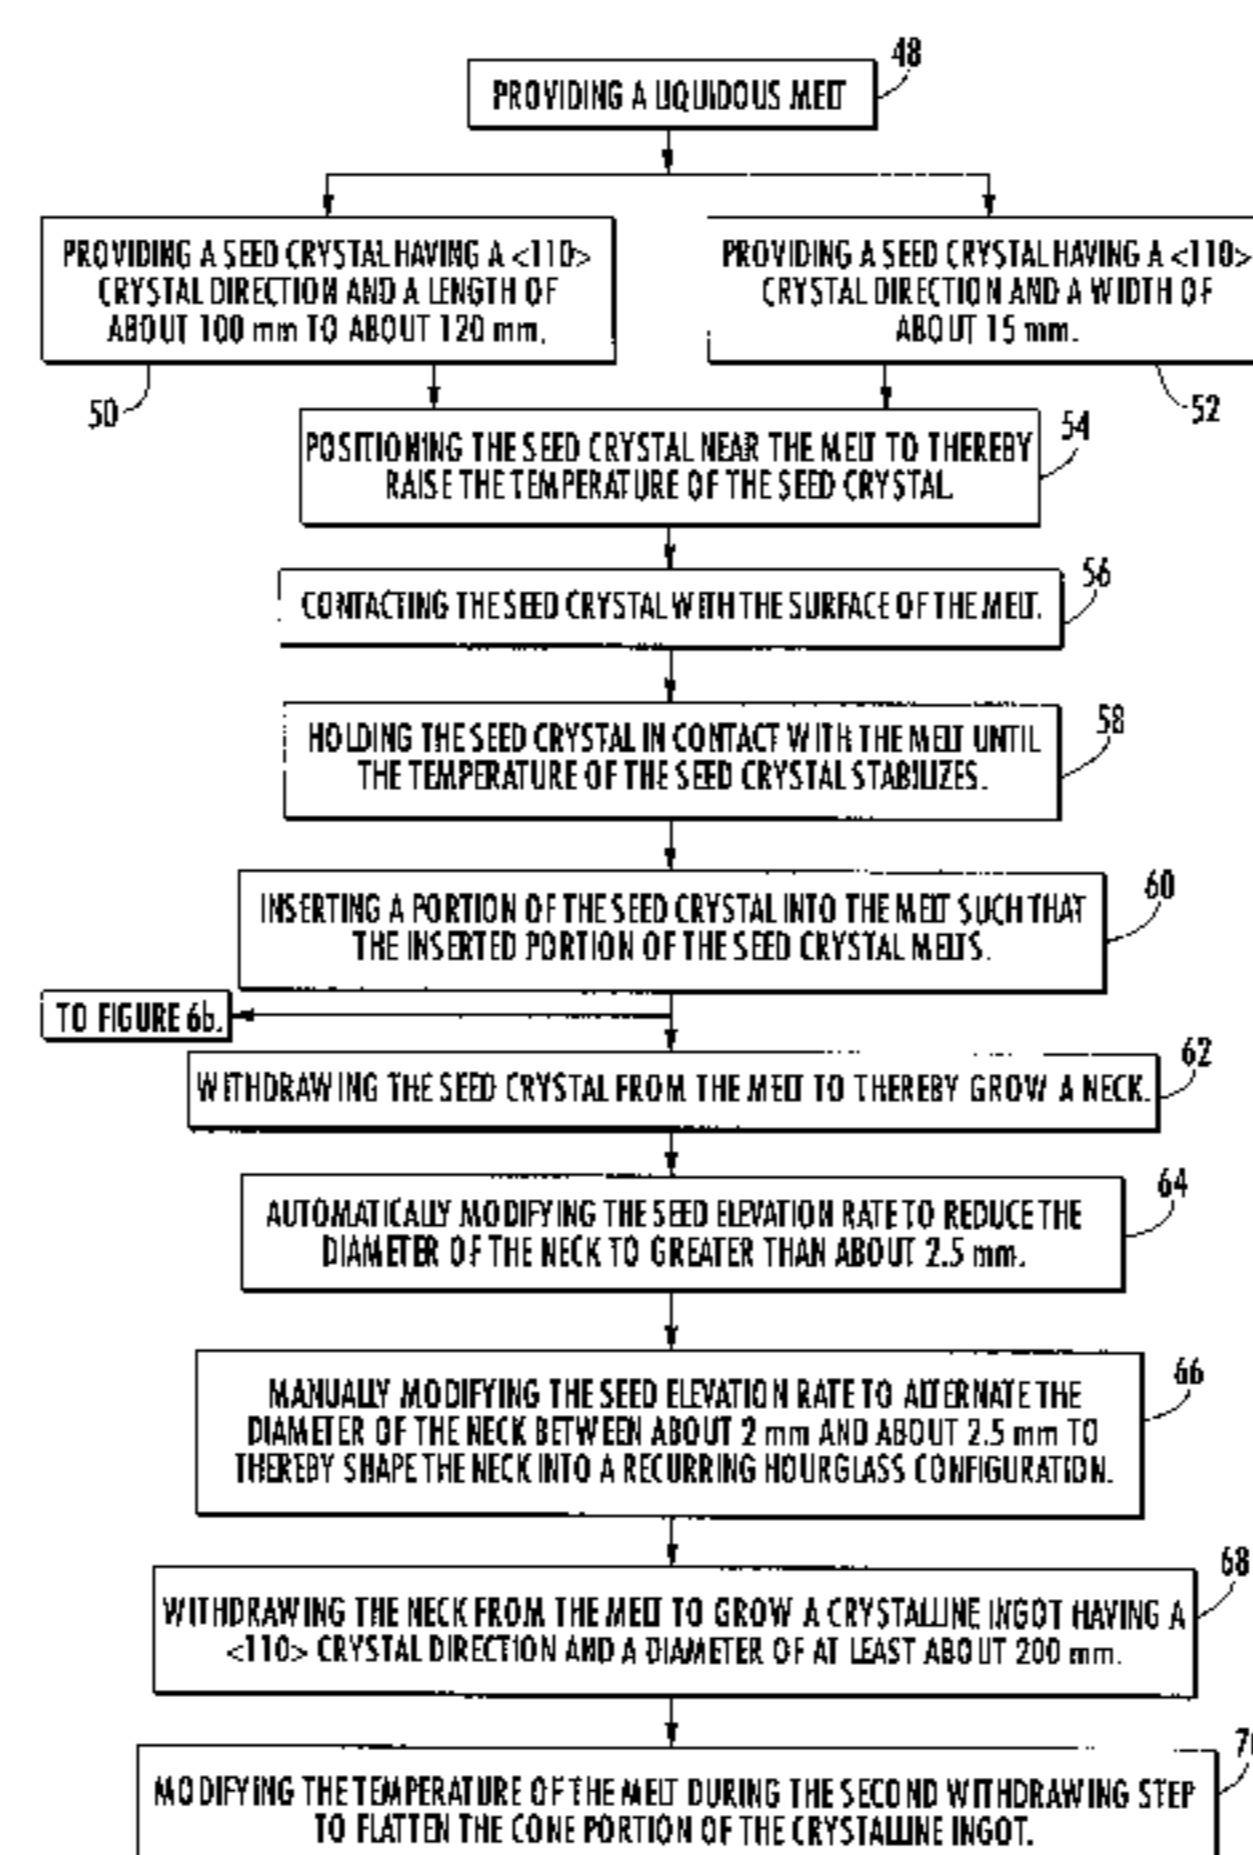 48
PROVIDING A LIQUIDOUS MELT
PROVIDING A SEED CRYSTAL HAVING A <110>
CRYSTAL DIRECTION AND A LENGTH OF
ABOUT 100 mm TO ABOUT 120 mm.
50
PROVIDING A SEED CRYSTAL HAVING A <110>
CRYSTAL DIRECTION AND A WIDTH OF
ABOUT 15 mm.
52
54
POSITIONING THE SEED CRYSTAL NEAR THE MELT TO THEREBY
RAISE THE TEMPERATURE OF THE SEED CRYSTAL.
56
CONTACTING THE SEED CRYSTAL WITH THE SURFACE OF THE MELT.
58
HOLDING THE SEED CRYSTAL IN CONTACT WITH THE MELT UNTIL
THE TEMPERATURE OF THE SEED CRYSTAL STABILIZES.
60
INSERTING A PORTION OF THE SEED CRYSTAL INTO THE MELT SUCH THAT
THE INSERTED PORTION OF THE SEED CRYSTAL MELTS.
TO FIGURE 6b.
62
WITHDRAWING THE SEED CRYSTAL FROM THE MELT TO THEREBY GROW A NECK.
64
AUTOMATICALLY MODIFYING THE SEED ELEVATION RATE TO REDUCE THE
DIAMETER OF THE NECK TO GREATER THAN ABOUT 2.5 mm.
66
MANUALLY MODIFYING THE SEED ELEVATION RATE TO ALTERNATE THE
DIAMETER OF THE NECK BETWEEN ABOUT 2 mm AND ABOUT 2.5 mm TO
THEREBY SHAPE THE NECK INTO A RECURRING HOURGLASS CONFIGURATION.
68
WITHDRAWING THE NECK FROM THE MELT TO GROW A CRYSTALLINE INGOT HAVING A
<110> CRYSTAL DIRECTION AND A DIAMETER OF AT LEAST ABOUT 200 mm.
MODIFYING THE TEMPERATURE OF THE MELT DURING THE SECOND WITHDRAWING STEP
TO FLATTEN THE CONE PORTION OF THE CRYSTALLINE INGOT.